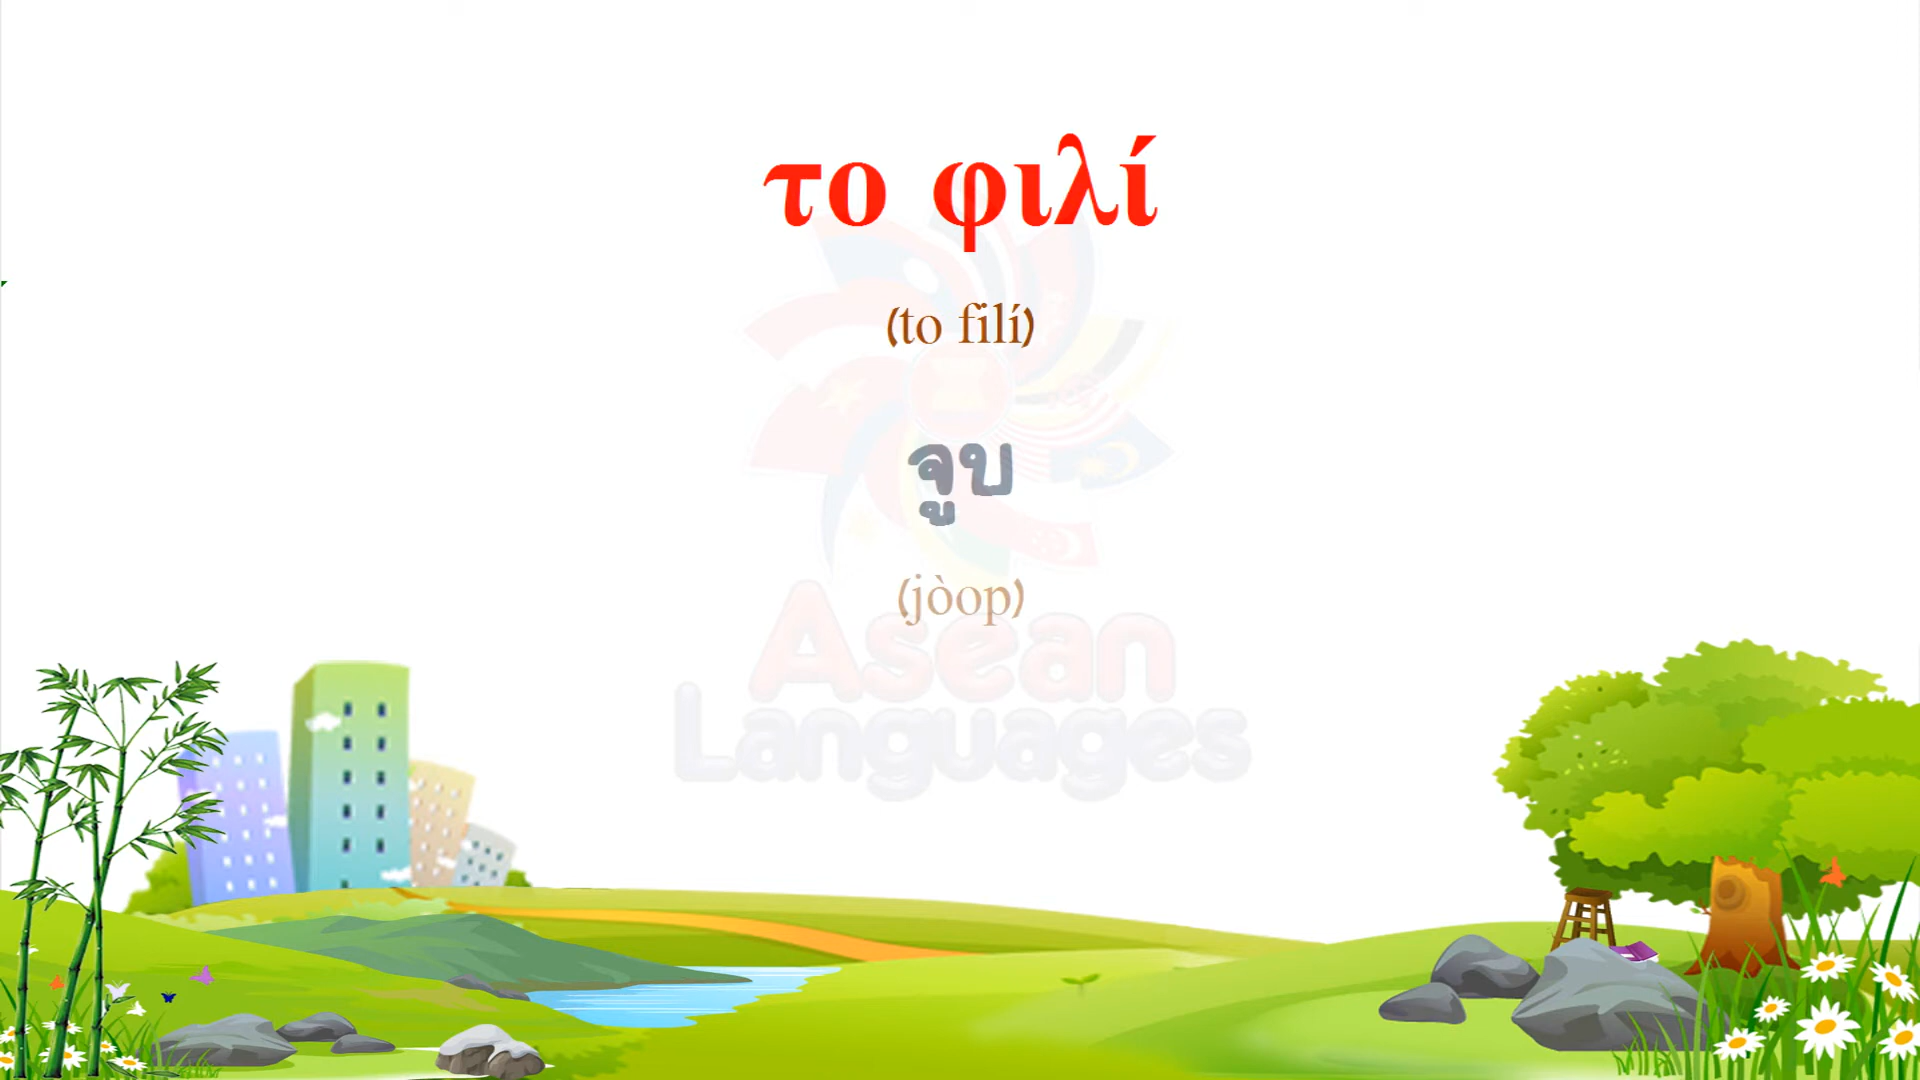 το φιλί
(to filí)
จูบ
(jòop)
Asean
Languages